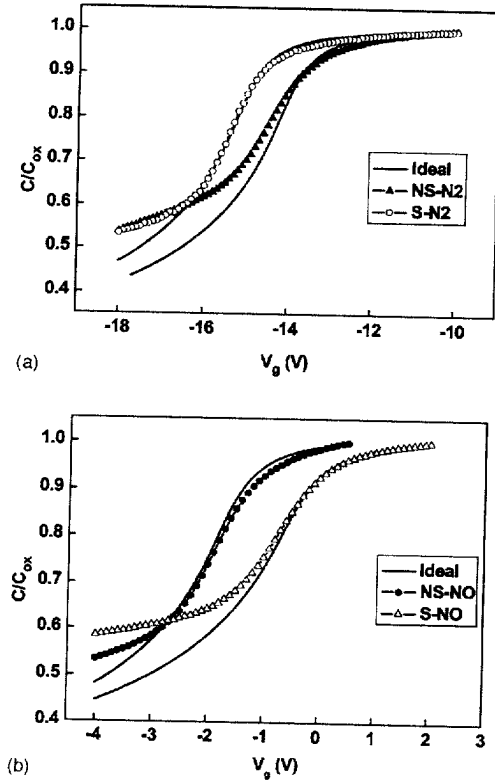 1.0
0.9
0.8
0.7
0.6
0.5
0.4
C/Cox
Ideal
NS-N2
S-N2
-18 -16 -14 -12 -10
Vg (V)
(a)
1.0
0.9
0.8
0.7
0.6
0.5
0.4
C/Cox
Ideal
NS-NO
S-NO
-4 -3 -2 -1 0 1 2 3
Vg (V)
(b)